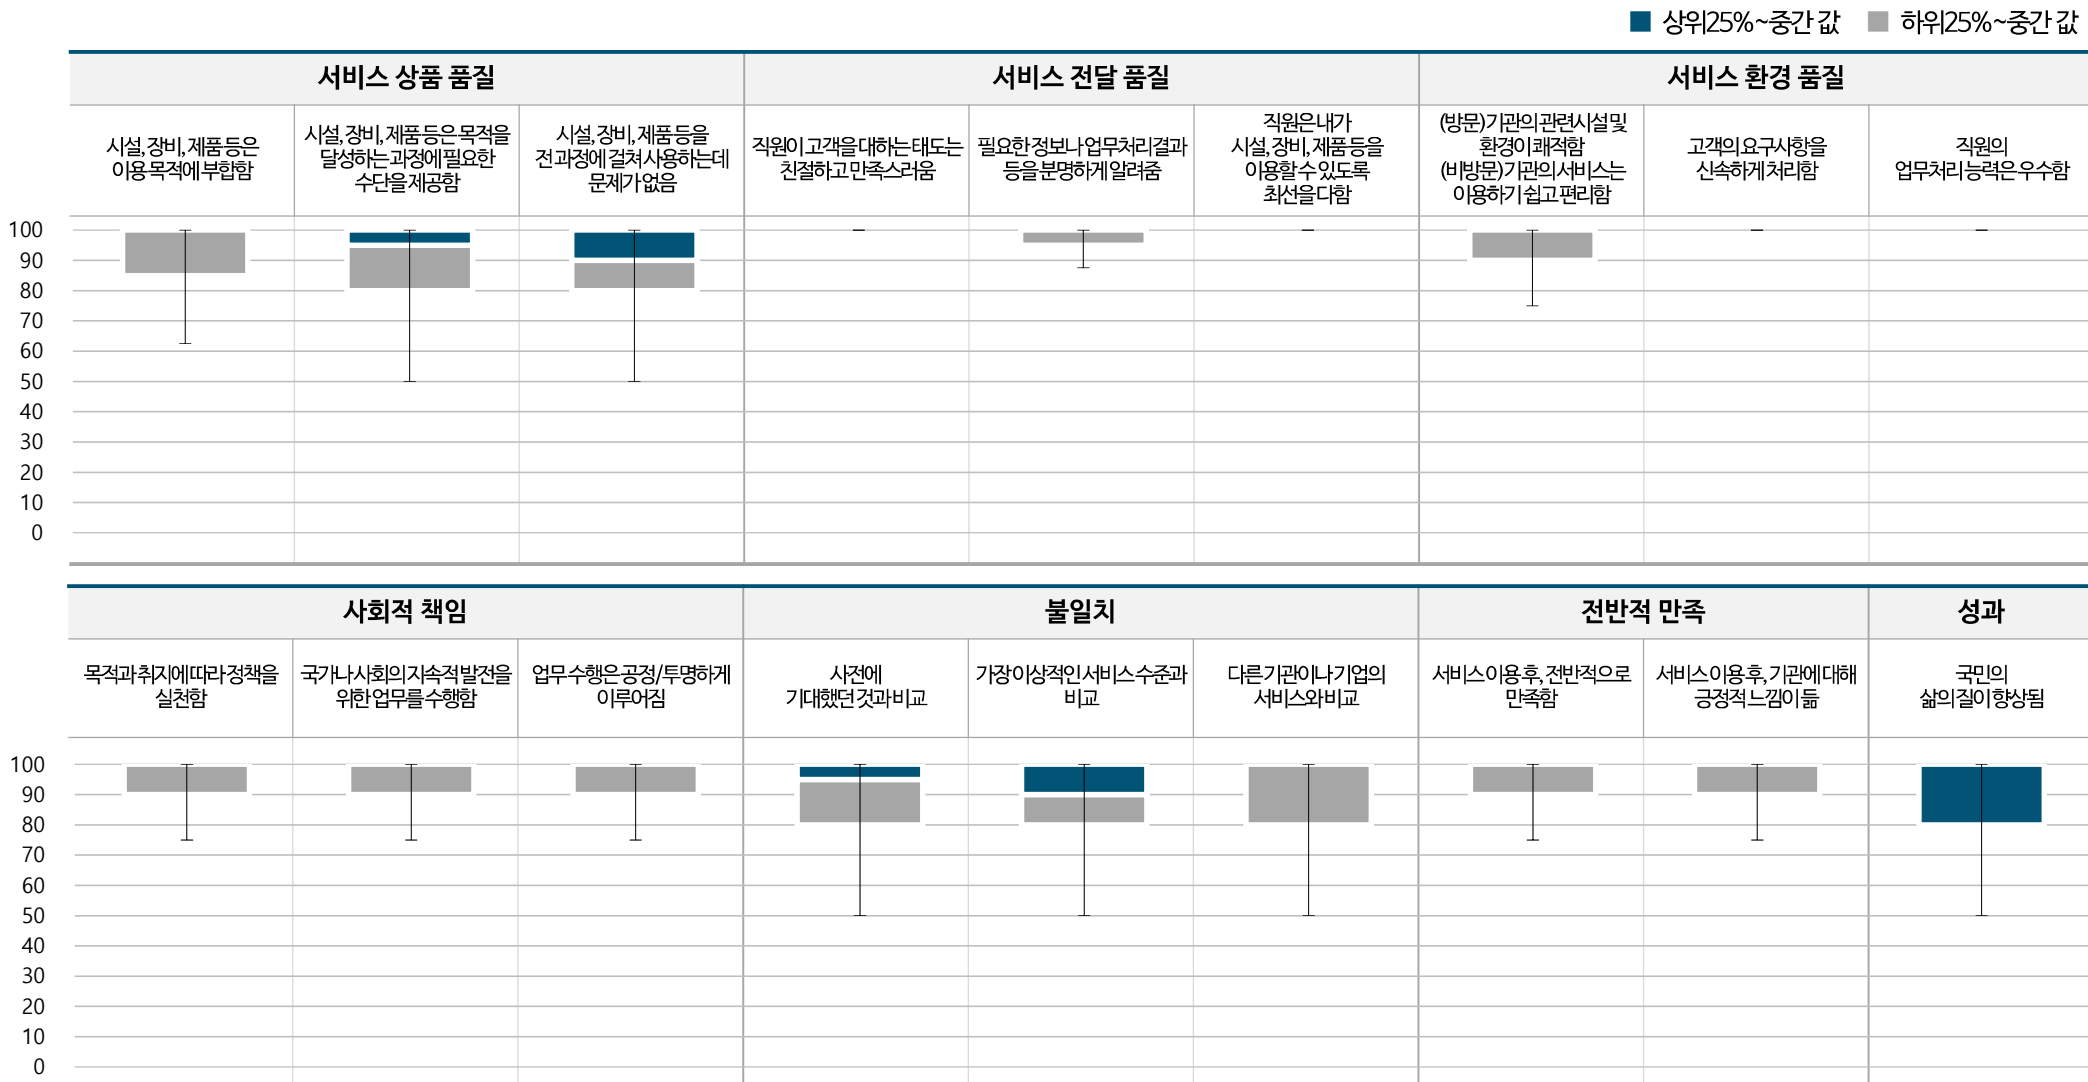 상위25%~중간 값 하위25%~중간 값
서비스 상품 품질 서비스 전달 품질 서비스 환경 품질
시설, 장비, 제품 등은
이용 목적에 부합함
시설, 장비, 제품 등은 목적을
달성하는 과정에 필요한
수단을 제공함
시설, 장비, 제품 등을
전 과정에 걸쳐 사용하는데
문제가 없음
직원이 고객을 대하는 태도는
친절하고 만족스러움
필요한 정보나 업무처리 결과
등을 분명하게 알려줌
직원은 내가
시설, 장비, 제품 등을
이용할 수 있도록
최선을 다함
(방문) 기관의 관련시설 및
환경이 쾌적함
(비방문) 기관의 서비스는
이용하기 쉽고 편리함
고객의 요구사항을
신속하게 처리함
직원의
업무처리 능력은 우수함
100
90
80
70
60
50
40
30
20
10
0
사회적 책임 불일치 전반적 만족 성과
목적과 취지에 따라 정책을
실천함
국가나 사회의 지속적 발전을
위한 업무를 수행함
업무 수행은 공정/투명하게
이루어짐
사전에
기대했던 것과 비교
가장 이상적인 서비스 수준과
비교
다른 기관이나 기업의
서비스와 비교
서비스 이용 후, 전반적으로
만족함
서비스 이용 후, 기관에 대해
긍정적 느낌이 듦
국민의
삶의 질이 향상됨
100
90
80
70
60
50
40
30
20
10
0